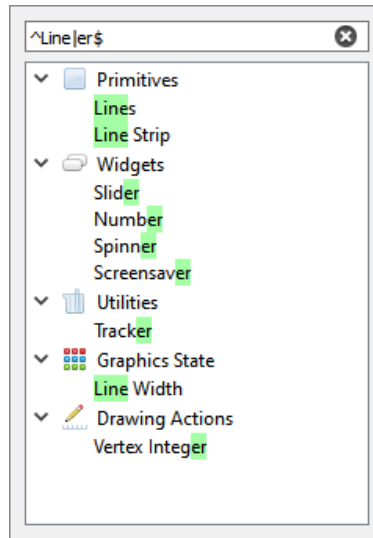 ^Line|er$
Primitives
Lines
Line Strip
Widgets
Slider
Number
Spinner
Screensaver
Utilities
Tracker
Graphics State
Line Width
Drawing Actions
Vertex Integer